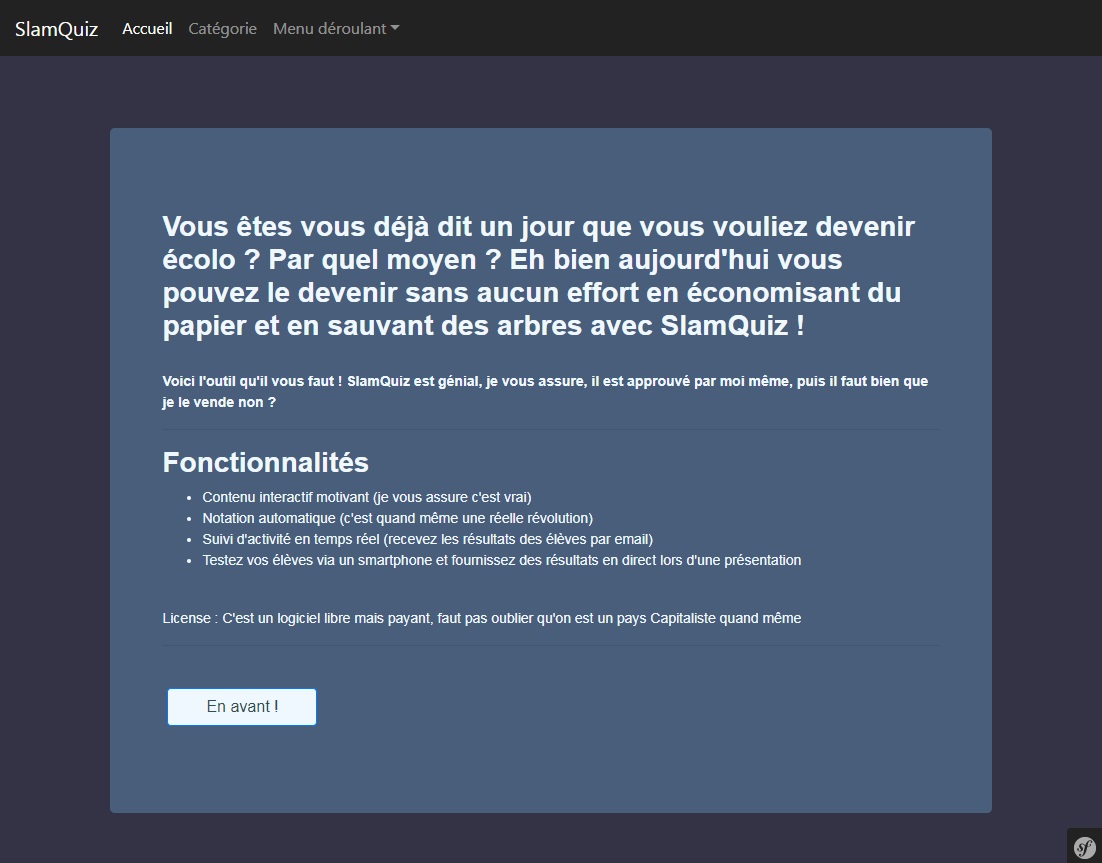 SlamQuiz Accueil Catégorie Menu déroulant
Vous êtes vous déjà dit un jour que vous vouliez devenir
écolo ? Par quel moyen ? Eh bien aujourd'hui vous
pouvez le devenir sans aucun effort en économisant du
papier et en sauvant des arbres avec SlamQuiz !
Voici l'outil qu'il vous faut ! SlamQuiz est génial, je vous assure, il est approuvé par moi même, puis il faut bien que
je le vende non ?
Fonctionnalités
Contenu interactif motivant (je vous assure c'est vrai)
Notation automatique (c'est quand même une réelle révolution)
Suivi d'activité en temps réel (recevez les résultats des élèves par email)
Testez vos élèves via un smartphone et fournissez des résultats en direct lors d'une présentation
License : C'est un logiciel libre mais payant, faut pas oublier qu'on est un pays Capitaliste quand même
En avant !
sf